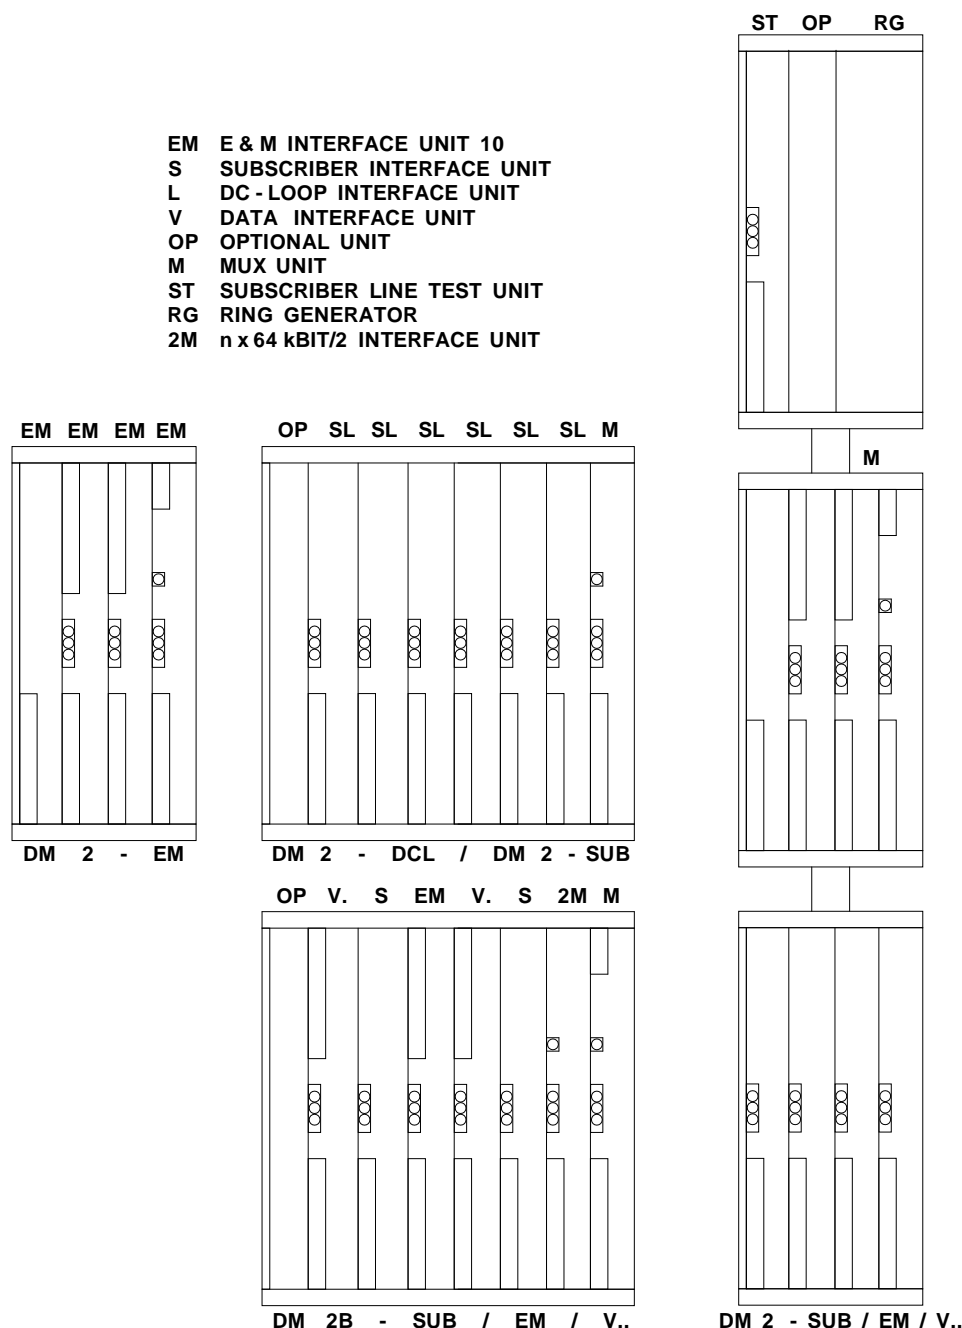 ST OP RG
EM E & M INTERFACE UNIT 10
S SUBSCRIBER INTERFACE UNIT
L DC - LOOP INTERFACE UNIT
V DATA INTERFACE UNIT
OP OPTIONAL UNIT
M MUX UNIT
ST SUBSCRIBER LINE TEST UNIT
RG RING GENERATOR
2M n x 64 kBIT/2 INTERFACE UNIT
EM EM EM EM
OP SL SL SL SL SL SL M
M
DM 2 - EM
DM 2 - DCL / DM 2 - SUB
OP V. S EM V. S 2M M
DM 2B - SUB / EM / V..
DM 2 - SUB / EM / V..